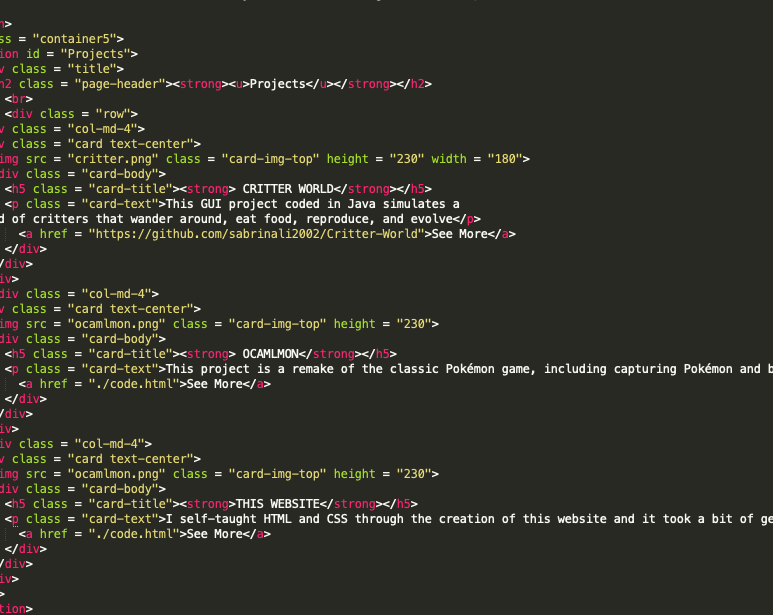 n>
ss = "container5">
ion id = "Projects">
v class = "title">
h2 class = "page-header"><strong><u>Projects</u></strong></h2>
<br>
<div class = "row">
v class = "col-md-4">
v class = "card text-center">
img src = "critter.png" class = "card-img-top" height = "230" width = "180">
div class = "card-body">
<h5 class = "card-title"><strong> CRITTER WORLD</strong></h5>
<p class = "card-text">This GUI project coded in Java simulates a
d of critters that wander around, eat food, reproduce, and evolve</p>
<a href = "https://github.com/sabrinali2002/Critter-World">See More</a>
</div>
/div>
iv>
div class = "col-md-4">
v class = "card text-center">
img src = "ocamlmon.png" class = "card-img-top" height = "230">
div class = "card-body">
<h5 class = "card-title"><strong> OCAMLMON</strong></h5>
<p class = "card-text">This project is a remake of the classic Pokémon game, including capturing Pokémon and b
<a href = "./code.html">See More</a>
</div>
/div>
iv>
iv class = "col-md-4">
v class = "card text-center">
img src = "ocamlmon.png" class = "card-img-top" height = "230">
div class = "card-body">
<h5 class = "card-title"><strong>THIS WEBSITE</strong></h5>
<p class = "card-text">I self-taught HTML and CSS through the creation of this website and it took a bit of ge
<a href = "./code.html">See More</a>
</div>
/div>
iv>
>
tion>